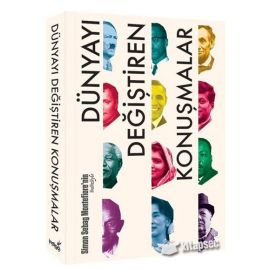 DÜNYAYI DEĞİŞTİREN KONUŞMALAR
DÜNYAYI
DEĞİŞTİREN
KONUŞMALAR
Simon Sebag Montefiore'nin
kitapsec